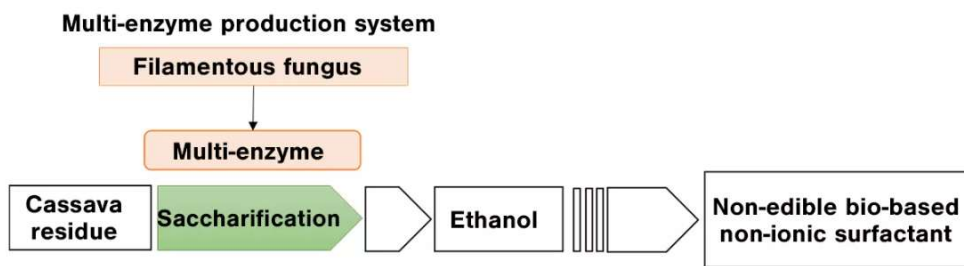 Multi-enzyme production system
Filamentous fungus
Multi-enzyme
Cassava
residue
Saccharification
Ethanol
Non-edible bio-based
non-ionic surfactant